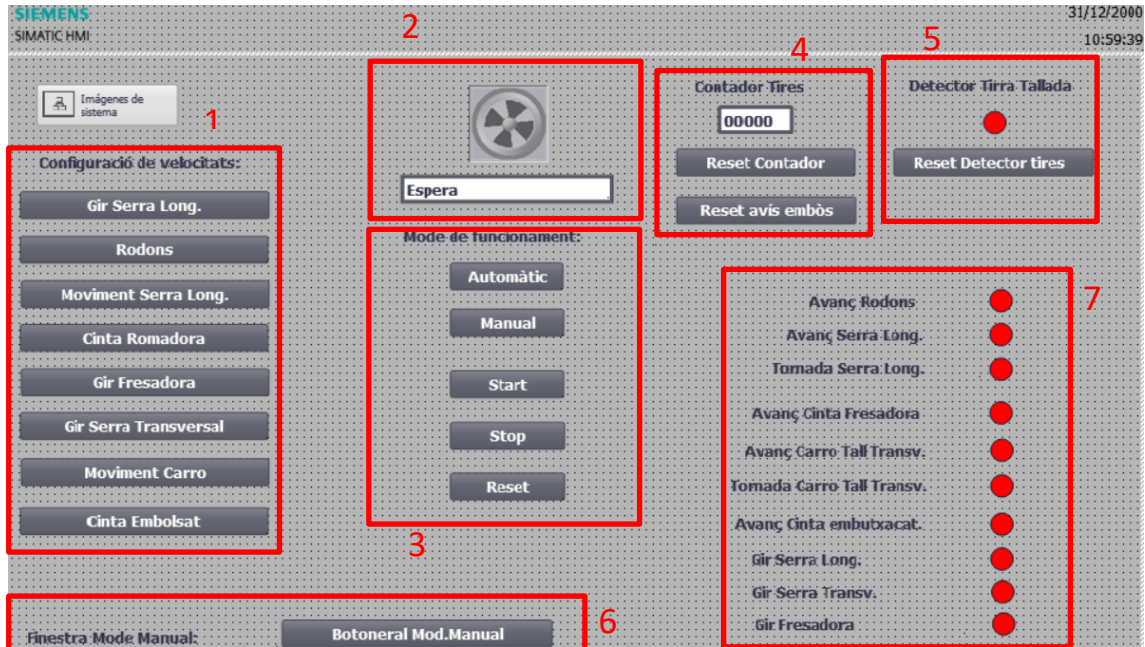 SIEMENS
SIMATIC HMI
31/12/2000
10:59:39
Imágenes de
sistema
1
Configuració de velocitats:
Gir Serra Long.
Rodons
Moviment Serra Long.
Cinta Romadora
Gir Fresadora
Gir Serra Transversal
Moviment Carro
Cinta Embolsat
2
Espera
Mode de funcionament:
Automàtic
Manual
Start
Stop
Reset
3
4
Contador Tires
00000
Reset Contador
Reset avís embòs
5
Detector Tirra Tallada
Reset Detector tires
6
Finestra Mode Manual:
Botoneral Mod.Manual
7
Avanç Rodons
Avanç Serra Long.
Tornada Serra Long.
Avanç Cinta Fresadora
Avanç Carro Tall Transv.
Tornada Carro Tall Transv.
Avanç Cinta embutxacat.
Gir Serra Long.
Gir Serra Transv.
Gir Fresadora